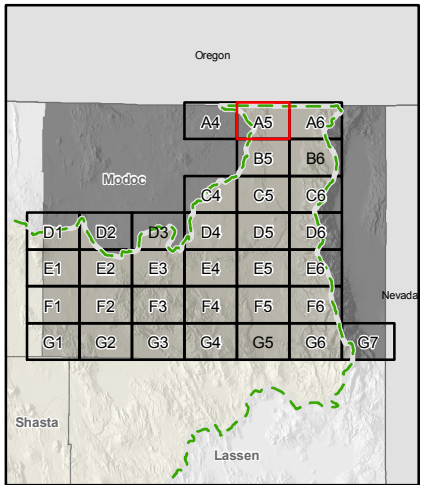 Oregon
A4 A5 A6
B5 B6
Modoc
C4 C5 C6
D1 D2 D3 D4 D5 D6
E1 E2 E3 E4 E5 E6
Nevada
F1 F2 F3 F4 F5 F6
G1 G2 G3 G4 G5 G6 G7
Shasta
Lassen